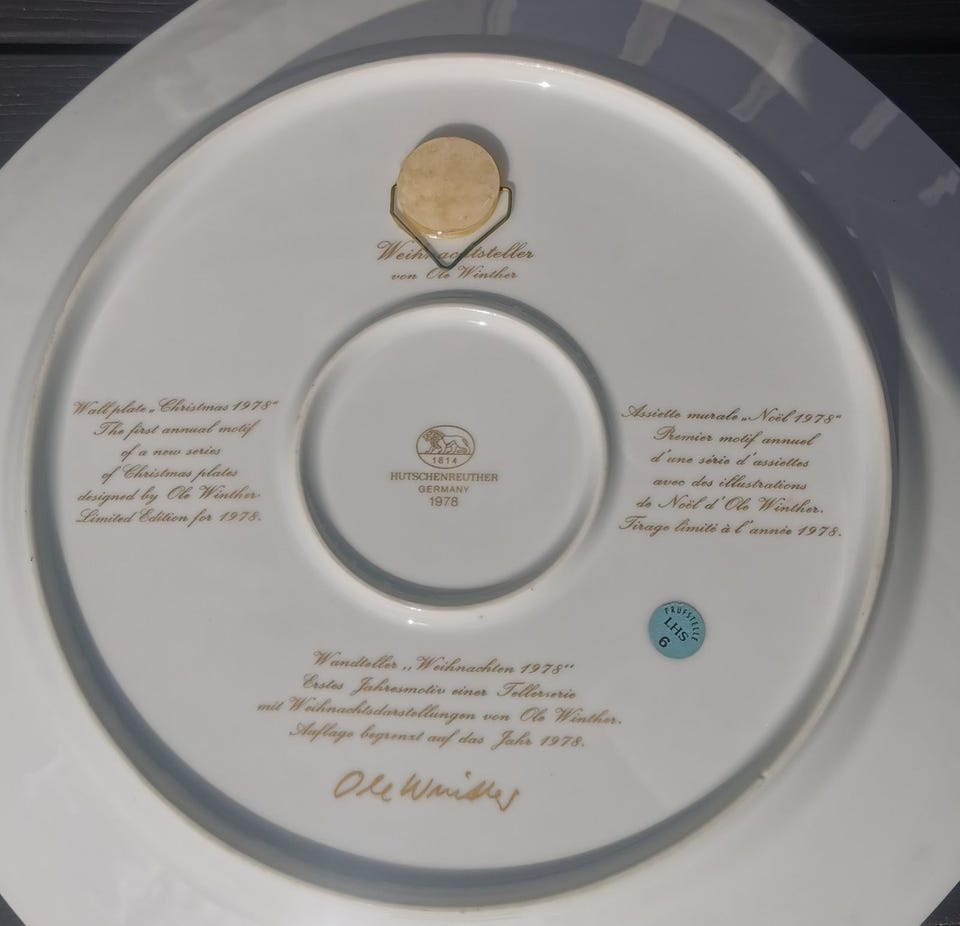 Weihnachtsteller
von Ole Winther
Wall plate „Christmas 1978“
The first annual motif
of a new series
of Christmas plates
designed by Ole Winther.
Limited Edition for 1978.
1814
HUTSCHENREUTHER
GERMANY
1978
Assiette murale „Noël 1978“
Premier motif annuel
d'une série d'assiettes
avec des illustrations
de Noël d'Ole Winther.
Tirage limité à l'année 1978.
PRUFSTELLE
LHS
6
Wandteller „Weihnachten 1978“
Erstes Jahresmotiv einer Tellerserie
mit Weihnachtsdarstellungen von Ole Winther.
Auflage begrenzt auf das Jahr 1978.
Ole Winther